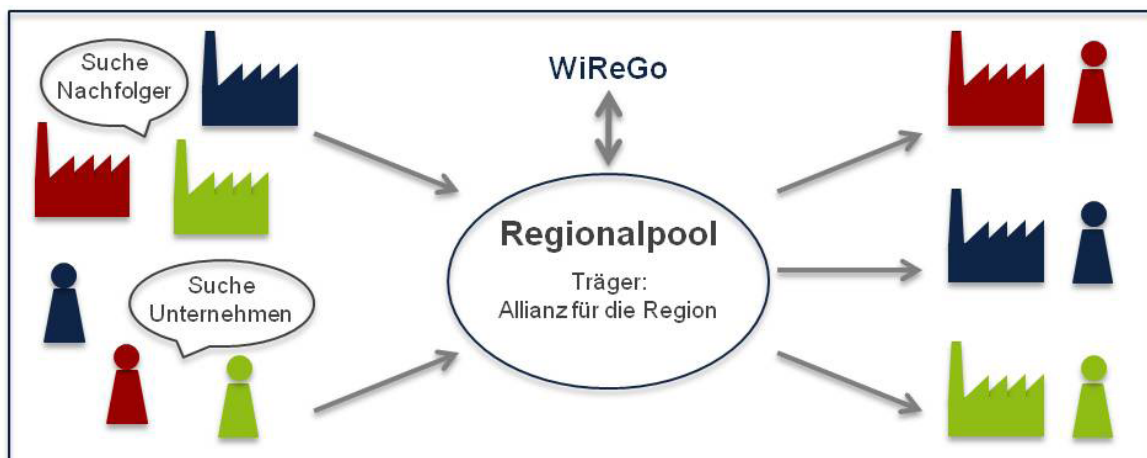 Suche
Nachfolger
WiReGo
Regionalpool
Träger:
Allianz für die Region
Suche
Unternehmen